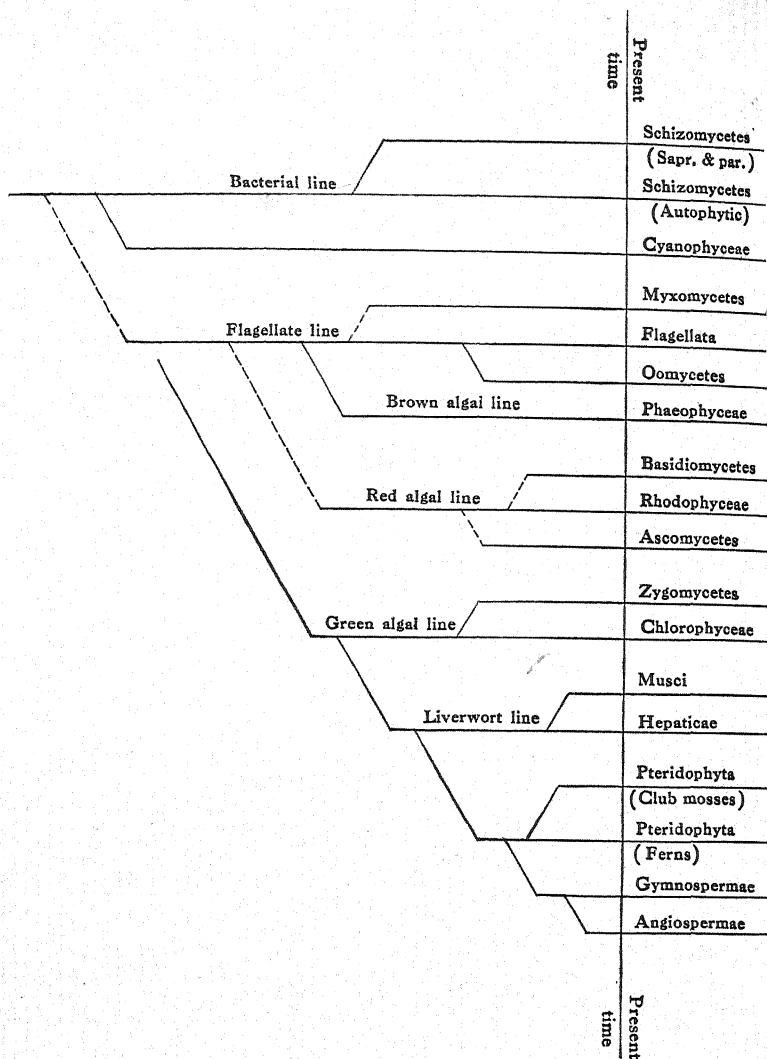 Present
time
Schizomycetes
(Sapr. & par.)
Bacterial line
Schizomycetes
(Autophytic)
Cyanophyceae
Myxomycetes
Flagellate line
Flagellata
Oomycetes
Brown algal line
Phaeophyceae
Basidiomycetes
Red algal line
Rhodophyceae
Ascomycetes
Zygomycetes
Green algal line
Chlorophyceae
Musci
Liverwort line
Hepaticae
Pteridophyta
(Club mosses)
Pteridophyta
(Ferns)
Gymnospermae
Angiospermae
Present
time